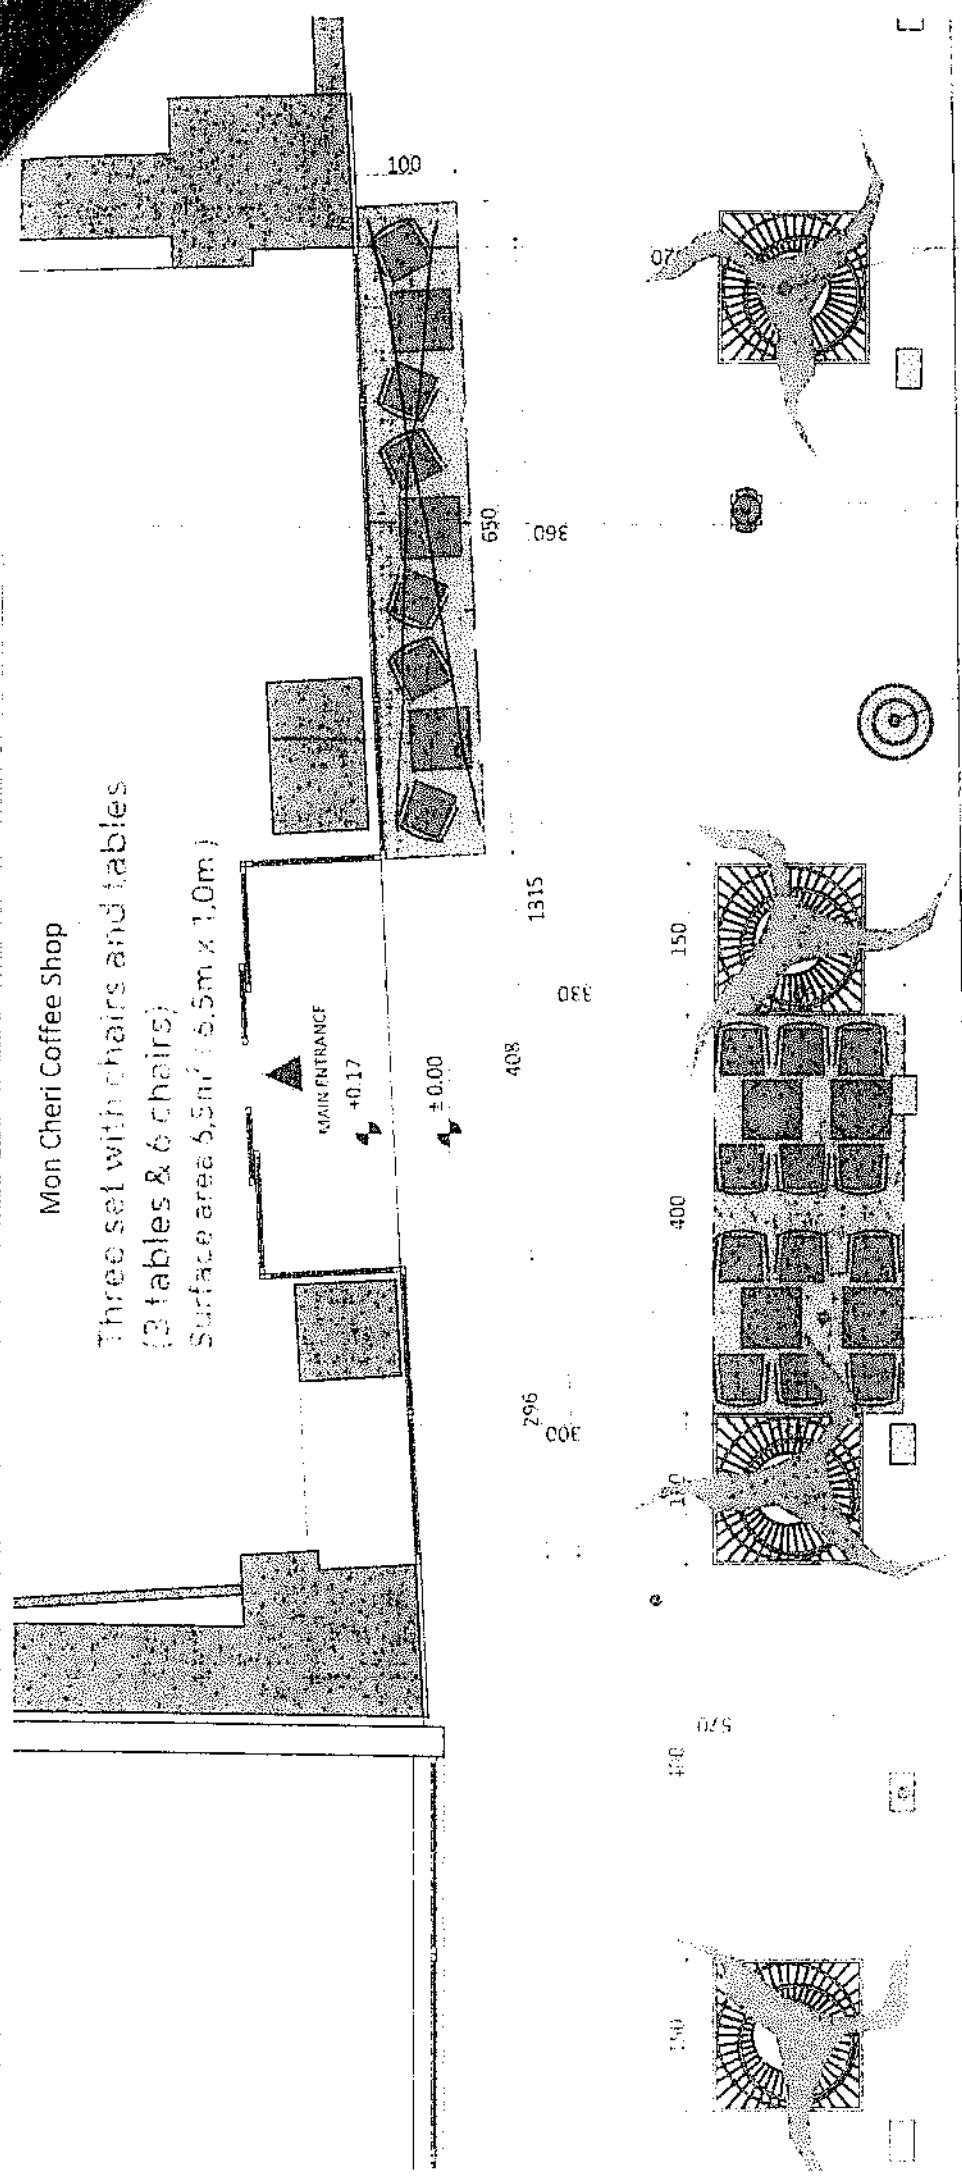 Mon Cheri Coffee Shop
Three set with chairs and tables
(3 tables & 6 chairs)
Surface area 6,5m² (6.5m x 1,0m)
100
650
360
1315
MAIN ENTRANCE
+0.17
± 0.00
408
330
150
400
296
300
570
150